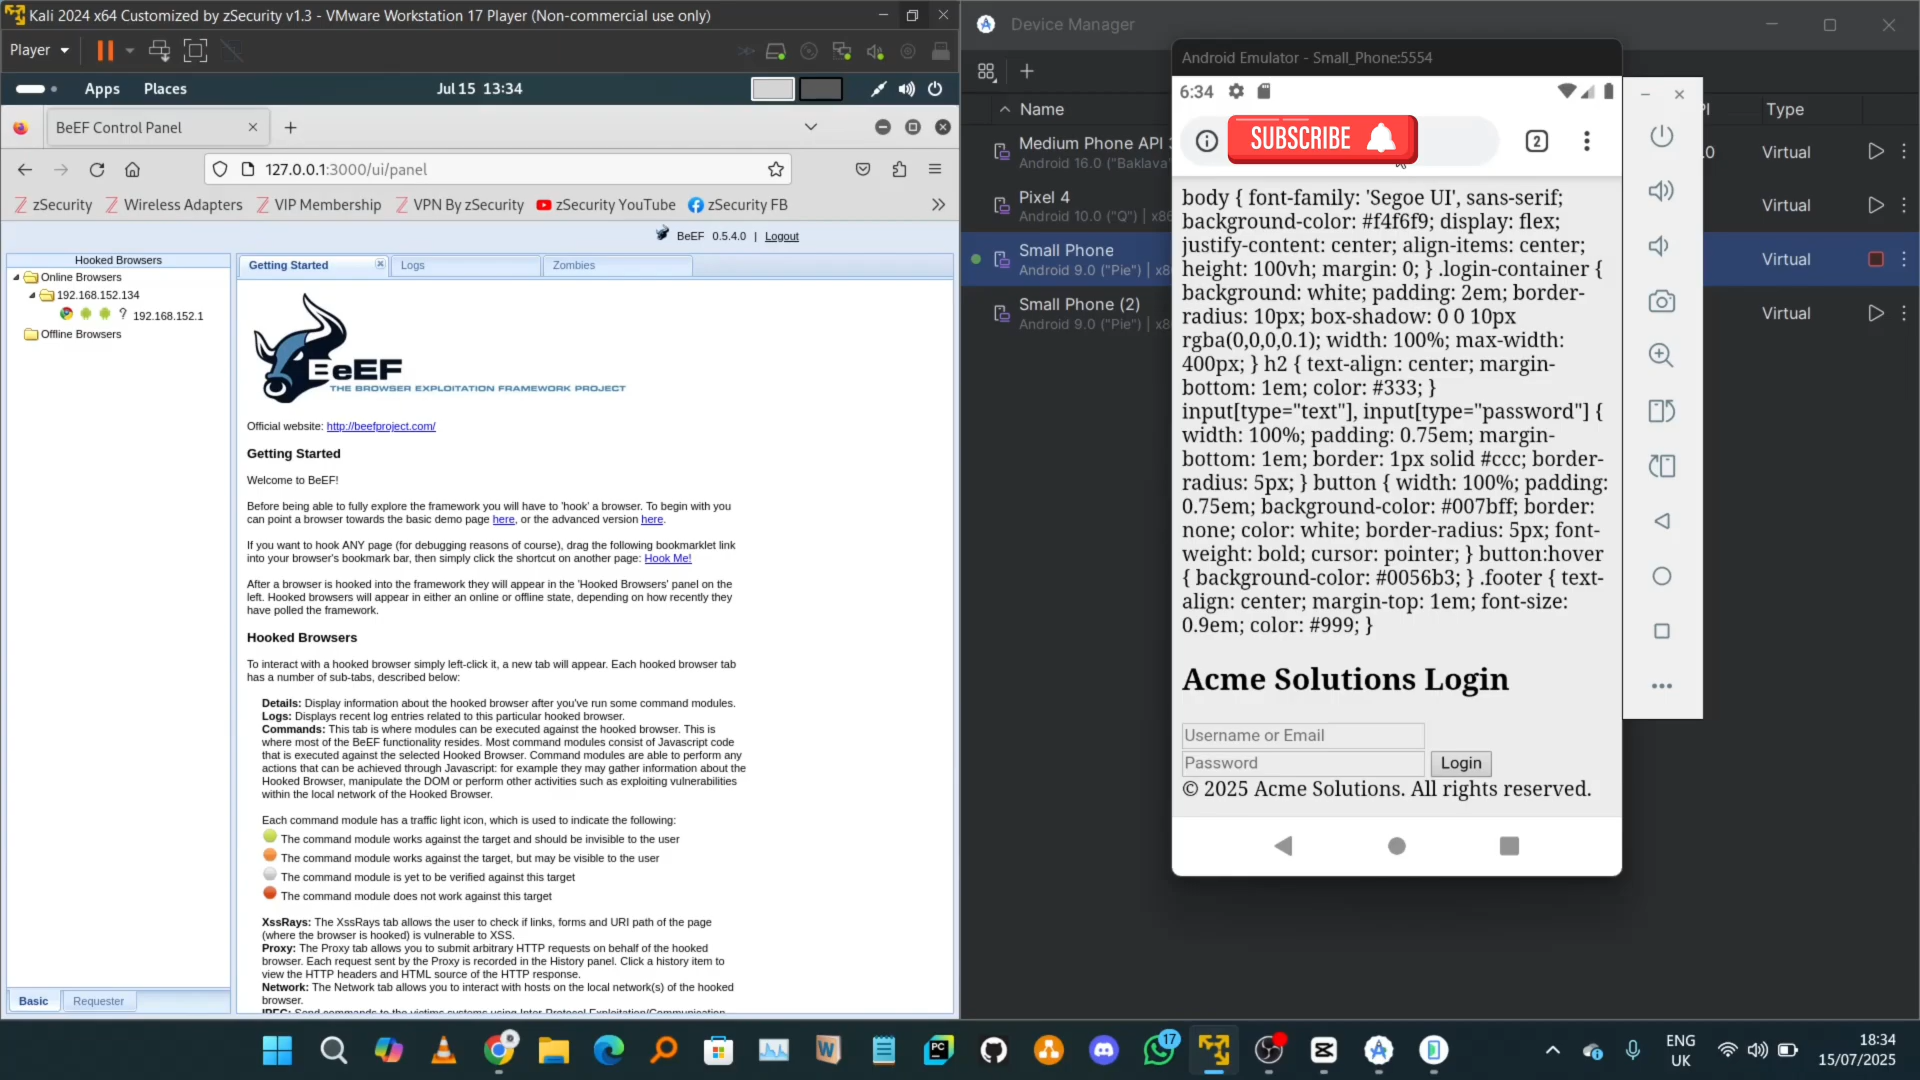 Kali 2024 x64 Customized by zSecurity v1.3 - VMware Workstation 17 Player (Non-commercial use only)
Player
Apps
Places
Jul 15 13:34
BeEF Control Panel
127.0.0.1:3000/ui/panel
zSecurity
Wireless Adapters
VIP Membership
VPN By zSecurity
zSecurity YouTube
zSecurity FB
BeEF 0.5.4.0 | Logout
Hooked Browsers
Online Browsers
192.168.152.134
? 192.168.152.1
Offline Browsers
Basic
Requester
Getting Started
Logs
Zombies
BeEF
THE BROWSER EXPLOITATION FRAMEWORK PROJECT
Official website: http://beefproject.com/
Getting Started
Welcome to BeEF!
Before being able to fully explore the framework you will have to 'hook' a browser. To begin with you
can point a browser towards the basic demo page here, or the advanced version here.
If you want to hook ANY page (for debugging reasons of course), drag the following bookmarklet link
into your browser's bookmark bar, then simply click the shortcut on another page: Hook Me!
After a browser is hooked into the framework they will appear in the 'Hooked Browsers' panel on the
left. Hooked browsers will appear in either an online or offline state, depending on how recently they
have polled the framework.
Hooked Browsers
To interact with a hooked browser simply left-click it, a new tab will appear. Each hooked browser tab
has a number of sub-tabs, described below:
Details: Display information about the hooked browser after you've run some command modules.
Logs: Displays recent log entries related to this particular hooked browser.
Commands: This tab is where modules can be executed against the hooked browser. This is
where most of the BeEF functionality resides. Most command modules consist of Javascript code
that is executed against the selected Hooked Browser. Command modules are able to perform any
actions that can be achieved through Javascript: for example they may gather information about the
Hooked Browser, manipulate the DOM or perform other activities such as exploiting vulnerabilities
within the local network of the Hooked Browser.
Each command module has a traffic light icon, which is used to indicate the following:
The command module works against the target and should be invisible to the user
The command module works against the target, but may be visible to the user
The command module is yet to be verified against this target
The command module does not work against this target
XssRays: The XssRays tab allows the user to check if links, forms and URI path of the page
(where the browser is hooked) is vulnerable to XSS.
Proxy: The Proxy tab allows you to submit arbitrary HTTP requests on behalf of the hooked
browser. Each request sent by the Proxy is recorded in the History panel. Click a history item to
view the HTTP headers and HTML source of the HTTP response.
Network: The Network tab allows you to interact with hosts on the local network(s) of the hooked
browser.
Device Manager
Name
Type
Medium Phone API 3
Android 16.0 ("Baklava"
Virtual
Pixel 4
Android 10.0 ("Q") | x86
Virtual
Small Phone
Android 9.0 ("Pie") | x8
Virtual
Small Phone (2)
Android 9.0 ("Pie") | x8
Virtual
Android Emulator - Small_Phone:5554
6:34
SUBSCRIBE
2
body { font-family: 'Segoe UI', sans-serif;
background-color: #f4f6f9; display: flex;
justify-content: center; align-items: center;
height: 100vh; margin: 0; } .login-container {
background: white; padding: 2em; border-
radius: 10px; box-shadow: 0 0 10px
rgba(0,0,0,0.1); width: 100%; max-width:
400px; } h2 { text-align: center; margin-
bottom: 1em; color: #333; }
input[type="text"], input[type="password"] {
width: 100%; padding: 0.75em; margin-
bottom: 1em; border: 1px solid #ccc; border-
radius: 5px; } button { width: 100%; padding:
0.75em; background-color: #007bff; border:
none; color: white; border-radius: 5px; font-
weight: bold; cursor: pointer; } button:hover
{ background-color: #0056b3; } .footer { text-
align: center; margin-top: 1em; font-size:
0.9em; color: #999; }
Acme Solutions Login
Username or Email
Password
Login
© 2025 Acme Solutions. All rights reserved.
17
ENG
UK
18:34
15/07/2025